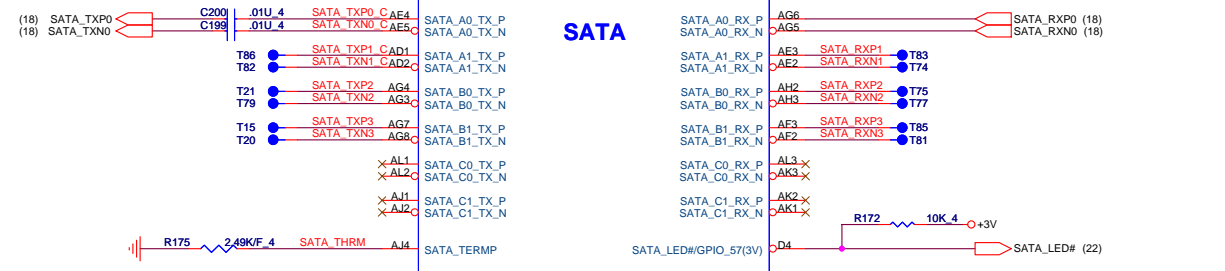 (18) SATA_TXP0 C200 .01U_4 SATA_TXP0_C AE4 SATA_A0_TX_P SATA SATA_A0_RX_P AG6 SATA_RXP0 (18)
(18) SATA_TXN0 C199 .01U_4 SATA_TXN0_C AE5 SATA_A0_TX_N SATA_A0_RX_N AG5 SATA_RXN0 (18)
T86 SATA_TXP1_C AD1 SATA_A1_TX_P SATA_A1_RX_P AE3 SATA_RXP1 T83
T82 SATA_TXN1_C AD2 SATA_A1_TX_N SATA_A1_RX_N AE2 SATA_RXN1 T74
T21 SATA_TXP2 AG4 SATA_B0_TX_P SATA_B0_RX_P AH2 SATA_RXP2 T75
T79 SATA_TXN2 AG3 SATA_B0_TX_N SATA_B0_RX_N AH3 SATA_RXN2 T77
T15 SATA_TXP3 AG7 SATA_B1_TX_P SATA_B1_RX_P AF3 SATA_RXP3 T85
T20 SATA_TXN3 AG8 SATA_B1_TX_N SATA_B1_RX_N AF2 SATA_RXN3 T81
AL1 SATA_C0_TX_P SATA_C0_RX_P AL3
AL2 SATA_C0_TX_N SATA_C0_RX_N AK3
AJ1 SATA_C1_TX_P SATA_C1_RX_P AK2
AJ2 SATA_C1_TX_N SATA_C1_RX_N AK1
R172 10K_4 +3V
R175 2.49K/F_4 SATA_THRM AJ4 SATA_TERMP SATA_LED#/GPIO_57(3V) D4 SATA_LED# (22)